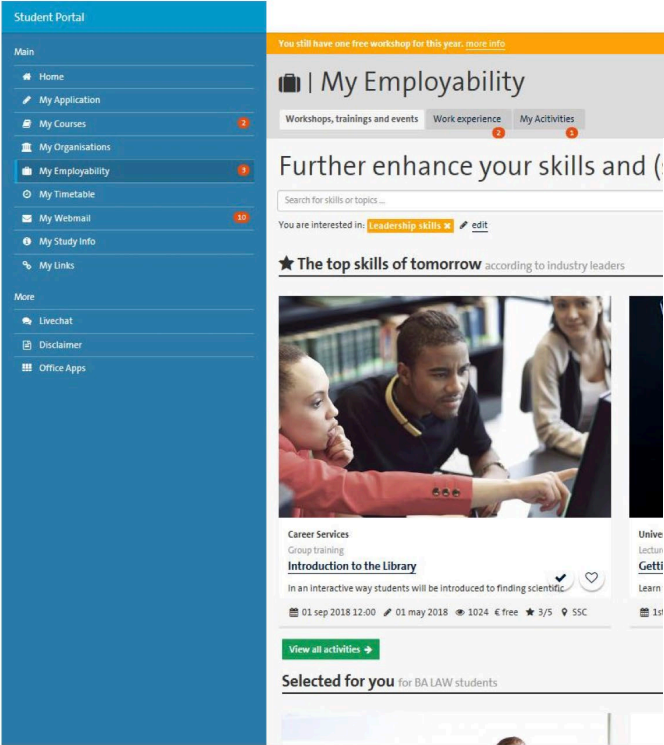 Student Portal
Main
Home
My Application
My Courses 2
My Organisations
My Employability 3
My Timetable
My Webmail 10
My Study Info
My Links
More
Livechat
Disclaimer
Office Apps
You still have one free workshop for this year. more info
| My Employability
Workshops, trainings and events Work experience 2 My Acitivities 1
Further enhance your skills and (
Search for skills or topics ...
You are interested in: Leadership skills × edit
The top skills of tomorrow according to industry leaders
Career Services
Group training
Introduction to the Library
In an interactive way students will be introduced to finding scientific
01 sep 2018 12:00 01 may 2018 1024 € free 3/5 SSC
Learn
View all activities
Selected for you for BA LAW students